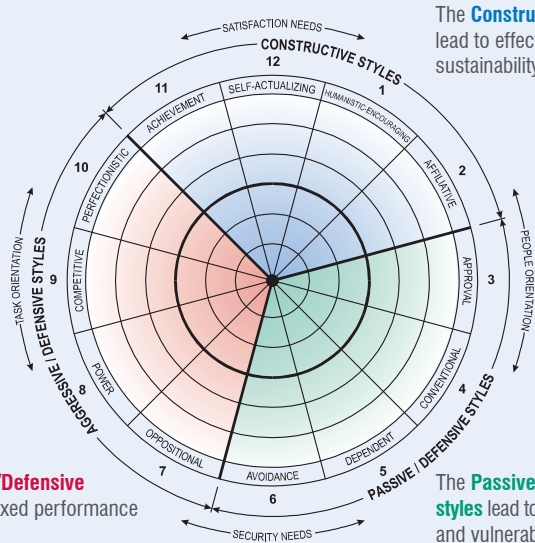 The Constru
lead to effect
sustainability
SATISFACTION NEEDS
CONSTRUCTIVE STYLES
12
SELF-ACTUALIZING
1
HUMANISTIC-ENCOURAGING
2
AFFILIATIVE
PEOPLE ORIENTATION
3
APPROVAL
4
CONVENTIONAL
PASSIVE / DEFENSIVE STYLES
5
DEPENDENT
6
AVOIDANCE
SECURITY NEEDS
7
OPPOSITIONAL
8
POWER
AGGRESSIVE / DEFENSIVE STYLES
TASK ORIENTATION
9
COMPETITIVE
10
PERFECTIONISTIC
11
ACHIEVEMENT
/Defensive
xed performance
The Passive
styles lead to
and vulnerab